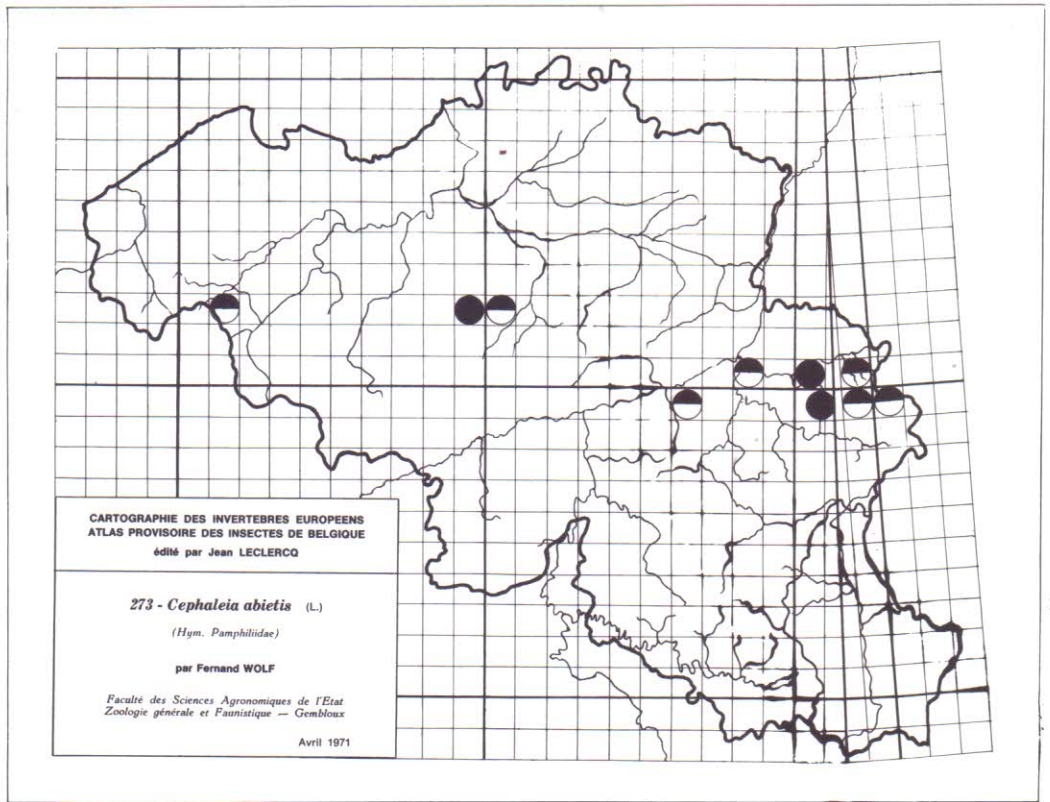 CARTOGRAPHIE DES INVERTEBRES EUROPEENS
ATLAS PROVISOIRE DES INSECTES DE BELGIQUE
édité par Jean LECLERCQ
273 - Cephaleia abietis (L.)
(Hym. Pamphiliidae)
par Fernand WOLF
Faculté des Sciences Agronomiques de l'Etat
Zoologie générale et Faunistique — Gembloux
Avril 1971